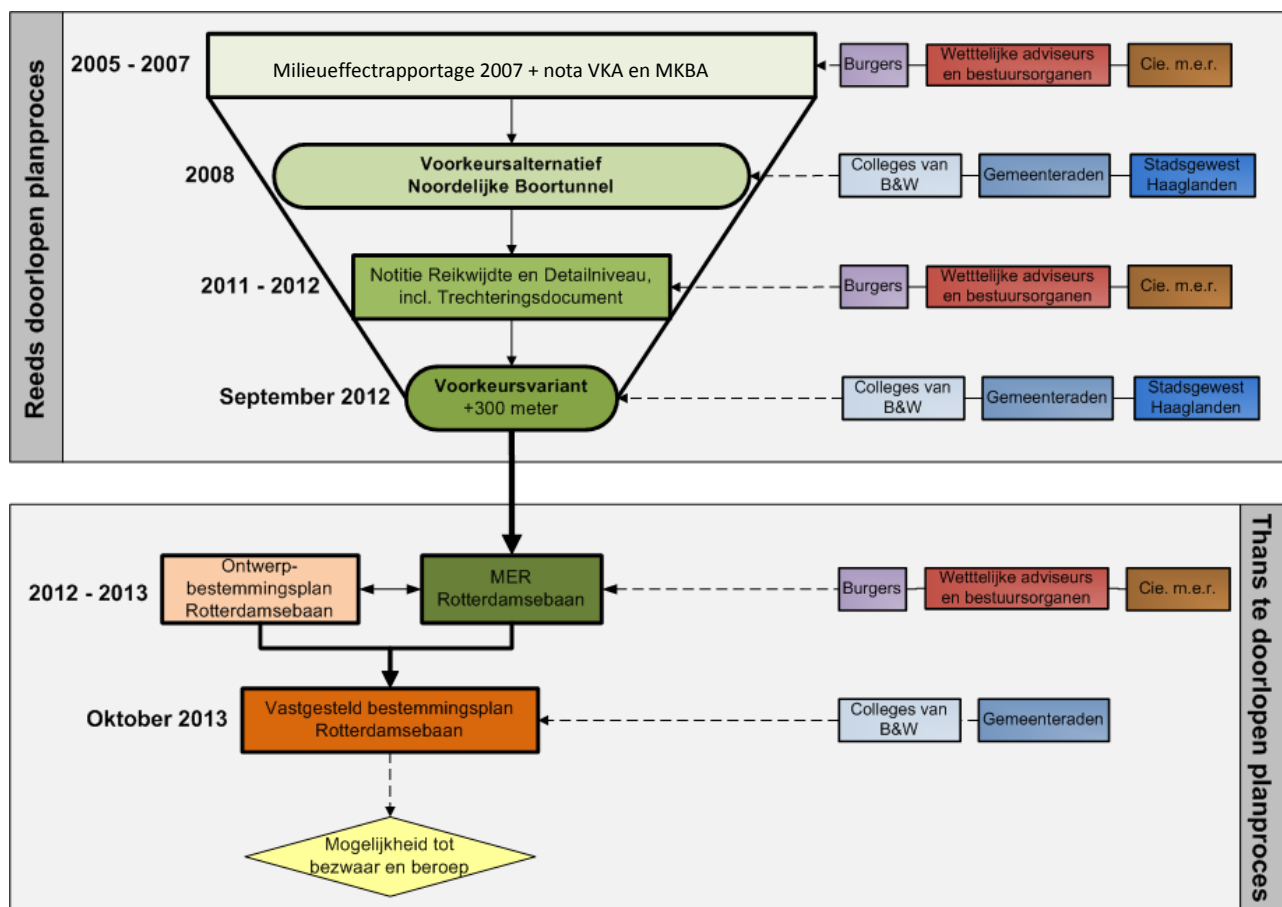 Reeds doorlopen planproces
2005 - 2007
Milieueffectrapportage 2007 + nota VKA en MKBA
Burgers
Wetttelijke adviseurs
en bestuursorganen
Cie. m.e.r.
2008
Voorkeursalternatief
Noordelijke Boortunnel
Colleges van
B&W
Gemeenteraden
Stadsgewest
Haaglanden
2011 - 2012
Notitie Reikwijdte en Detailniveau,
incl. Trechteringsdocument
Burgers
Wetttelijke adviseurs
en bestuursorganen
Cie. m.e.r.
September 2012
Voorkeursvariant
+300 meter
Colleges van
B&W
Gemeenteraden
Stadsgewest
Haaglanden
Thans te doorlopen planproces
2012 - 2013
Ontwerp-
bestemmingsplan
Rotterdamsebaan
MER
Rotterdamsebaan
Burgers
Wetttelijke adviseurs
en bestuursorganen
Cie. m.e.r.
Oktober 2013
Vastgesteld bestemmingsplan
Rotterdamsebaan
Colleges van
B&W
Gemeenteraden
Mogelijkheid tot
bezwaar en beroep